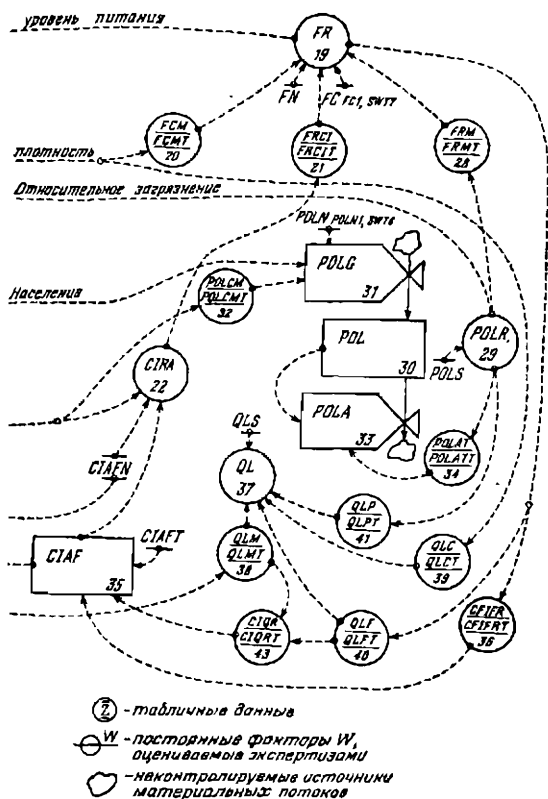 уровень питания
FR
19
FN
FC FC1, SWT7
FCM
FCMT
20
FRCI
FRCIT
21
FRM
FRMT
28
плотность
Относительное загрязнение
POLN POLN1, SWT6
POLG
31
Населения
POLCM
POLCMT
32
POL
30
POLR,
29
POLS
CIRA
22
POLA
33
POLAT
POLATT
34
CIAFN
QLS
QL
37
QLP
QLPT
41
CIAF
35
CIAFT
QLM
QLMT
38
QLC
QLCT
39
CIQR
CIQRT
43
QLF
QLFT
40
CFIFR
CFIFRT
36
Z - табличные данные
W - постоянные факторы W,
оцениваемые экспертизами
- наконтролируемые источники
материальных потоков